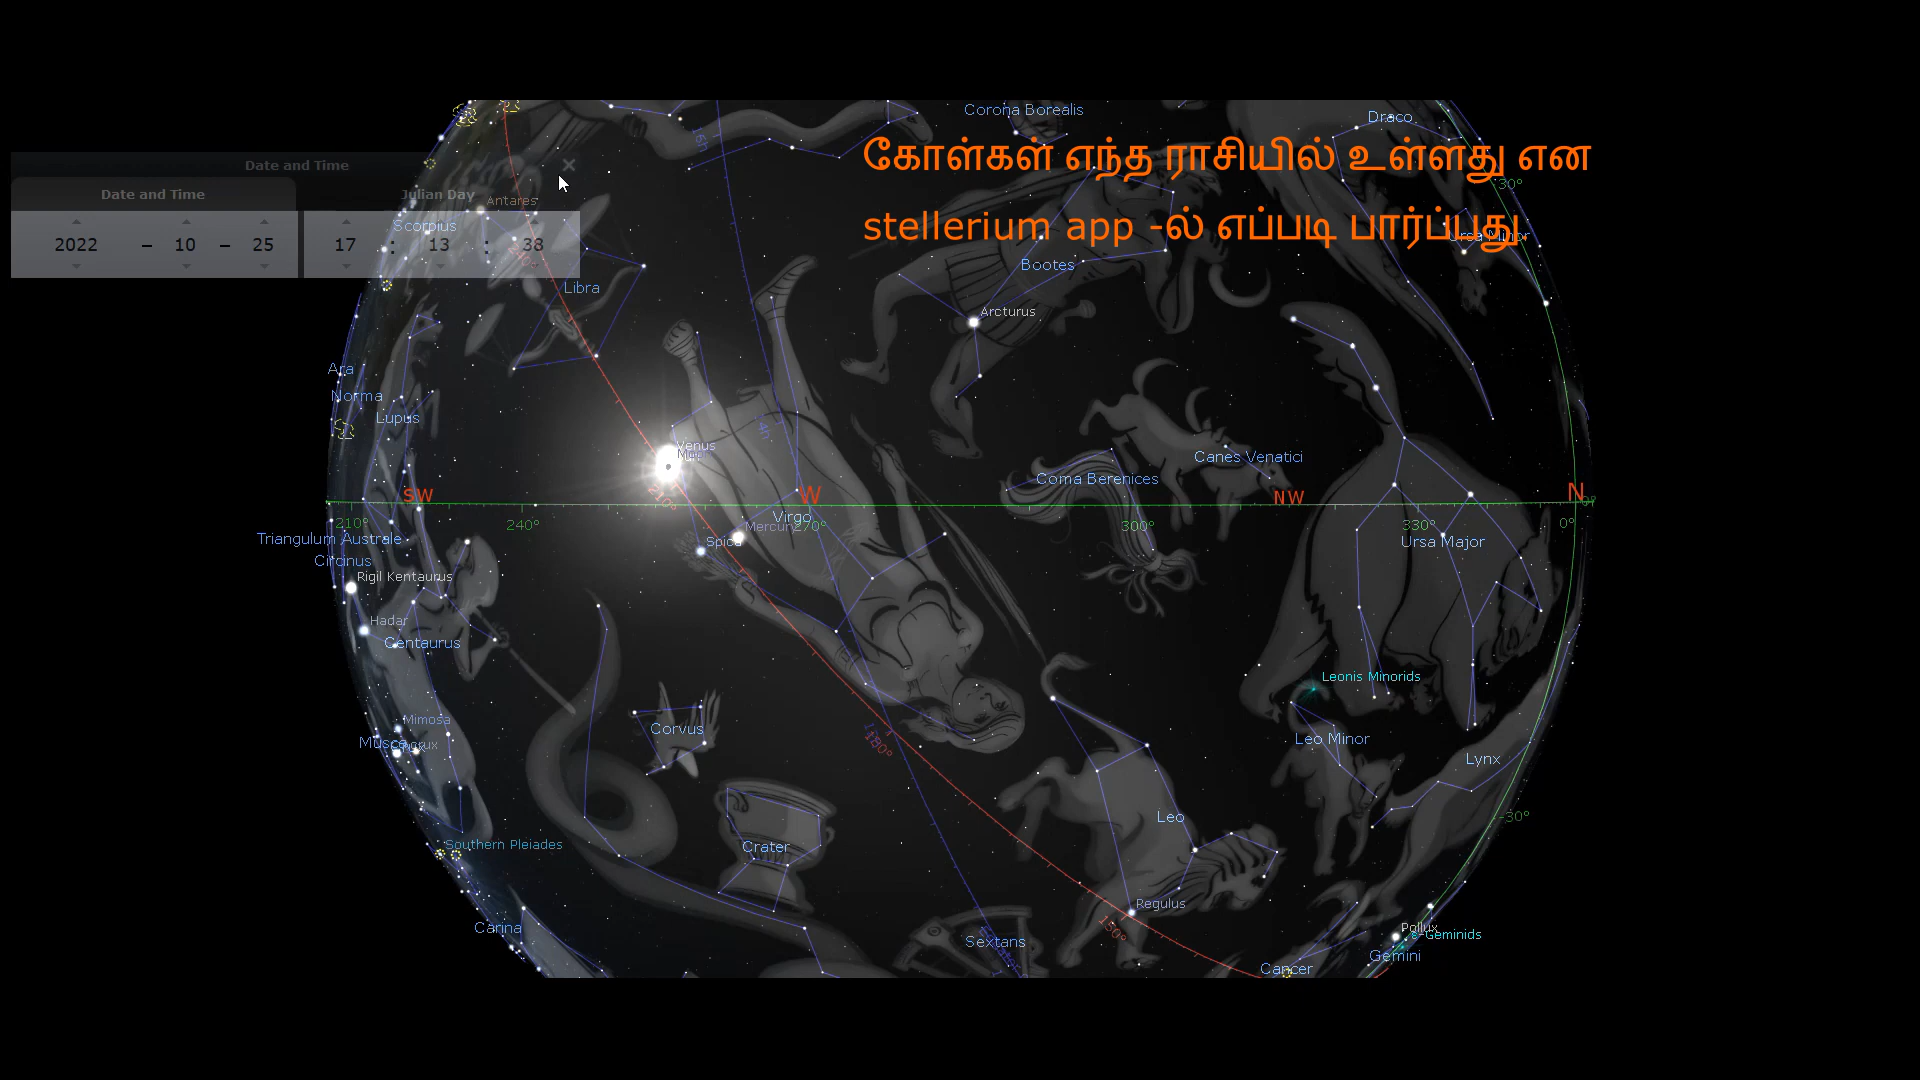 Corona Borealis
Draco
கோள்கள் எந்த ராசியில் உள்ளது என
stellerium app -ல் எப்படி பார்ப்பது
Date and Time
Date and Time
Julian Day
2022 - 10 - 25
17 : 13 : 38
Antares
Scorpius
30°
Ursa Minor
Bootes
Libra
Arcturus
Ara
Norma
Lupus
Venus
Canes Venatici
Coma Berenices
SW
W
NW
N
210°
Virgo
210°
240°
270°
300°
330°
0°
0°
Mercury
Spica
Triangulum Australe
Circinus
Ursa Major
Rigil Kentaurus
Hadar
Centaurus
Leonis Minorids
Mimosa
Corvus
Musca
180°
Leo Minor
Lynx
Leo
-30°
Southern Pleiades
Crater
Regulus
150°
Carina
Sextans
Pollux
ε-Geminids
Gemini
Cancer